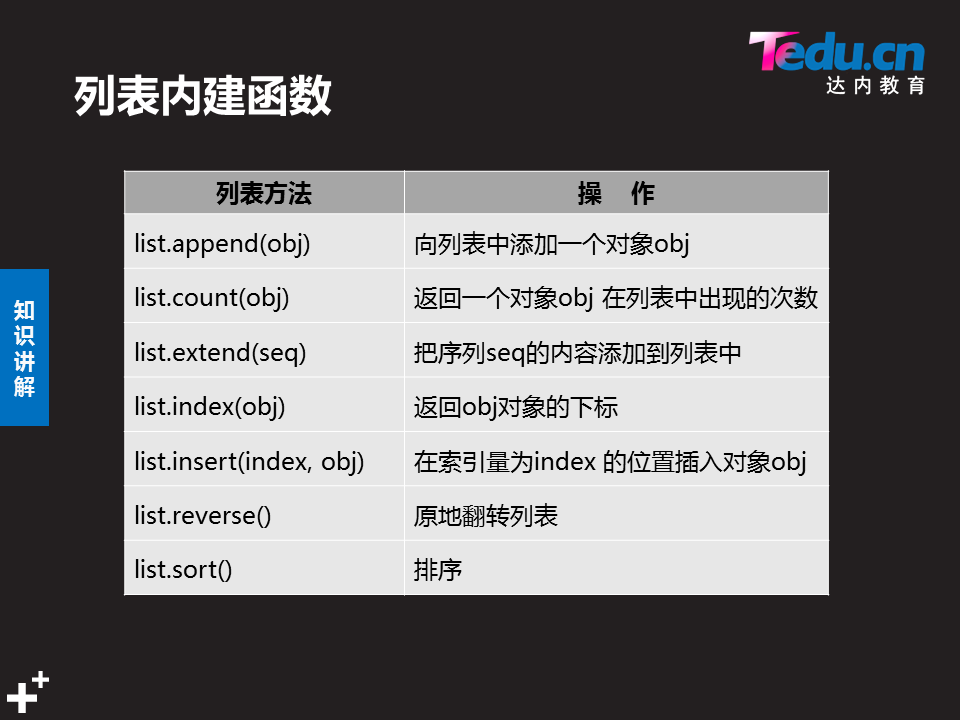 Tedu.cn
达内教育
列表内建函数
列表方法 操 作
list.append(obj) 向列表中添加一个对象obj
list.count(obj) 返回一个对象obj 在列表中出现的次数
list.extend(seq) 把序列seq的内容添加到列表中
list.index(obj) 返回obj对象的下标
list.insert(index, obj) 在索引量为index 的位置插入对象obj
list.reverse() 原地翻转列表
list.sort() 排序
知识讲解